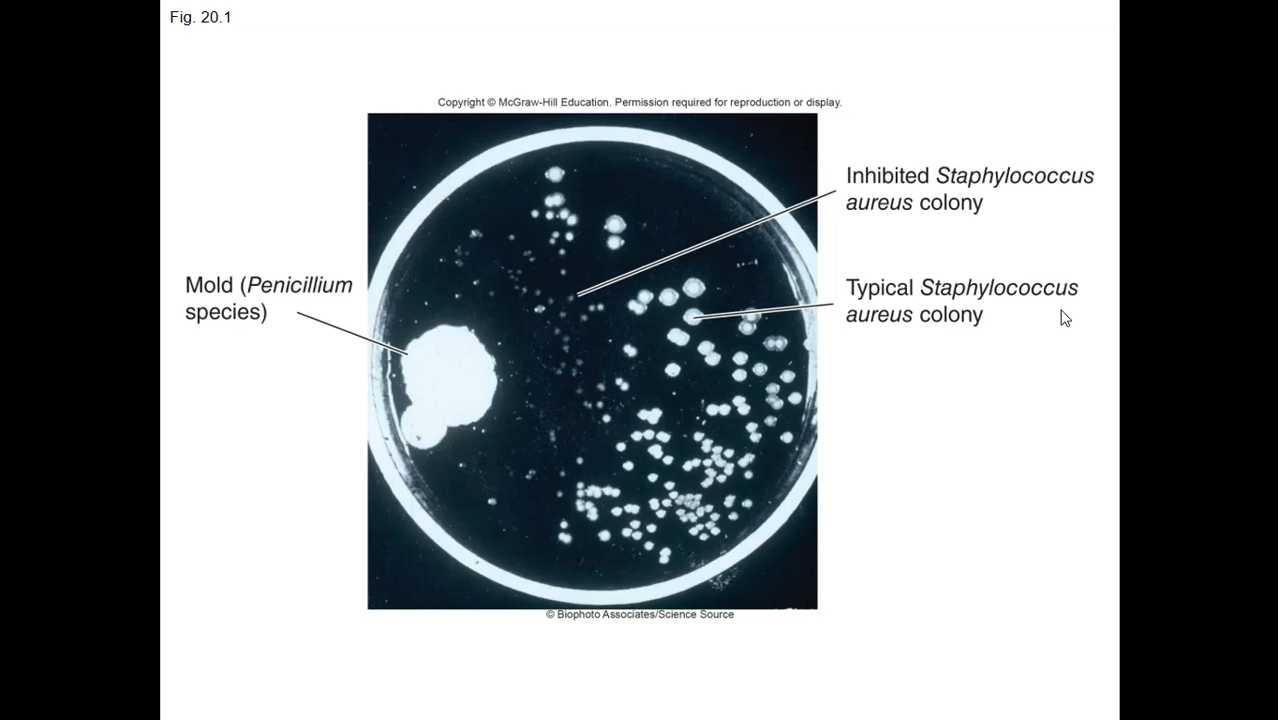 Fig. 20.1
Copyright © McGraw-Hill Education. Permission required for reproduction or display.
Inhibited Staphylococcus
aureus colony
Mold (Penicillium
species)
Typical Staphylococcus
aureus colony
© Biophoto Associates/Science Source